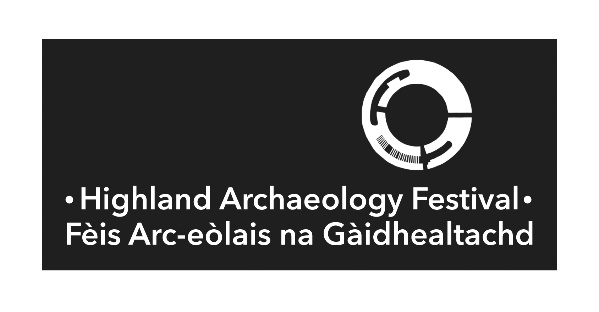 • Highland Archaeology Festival •
Fèis Arc-eòlais na Gàidhealtachd